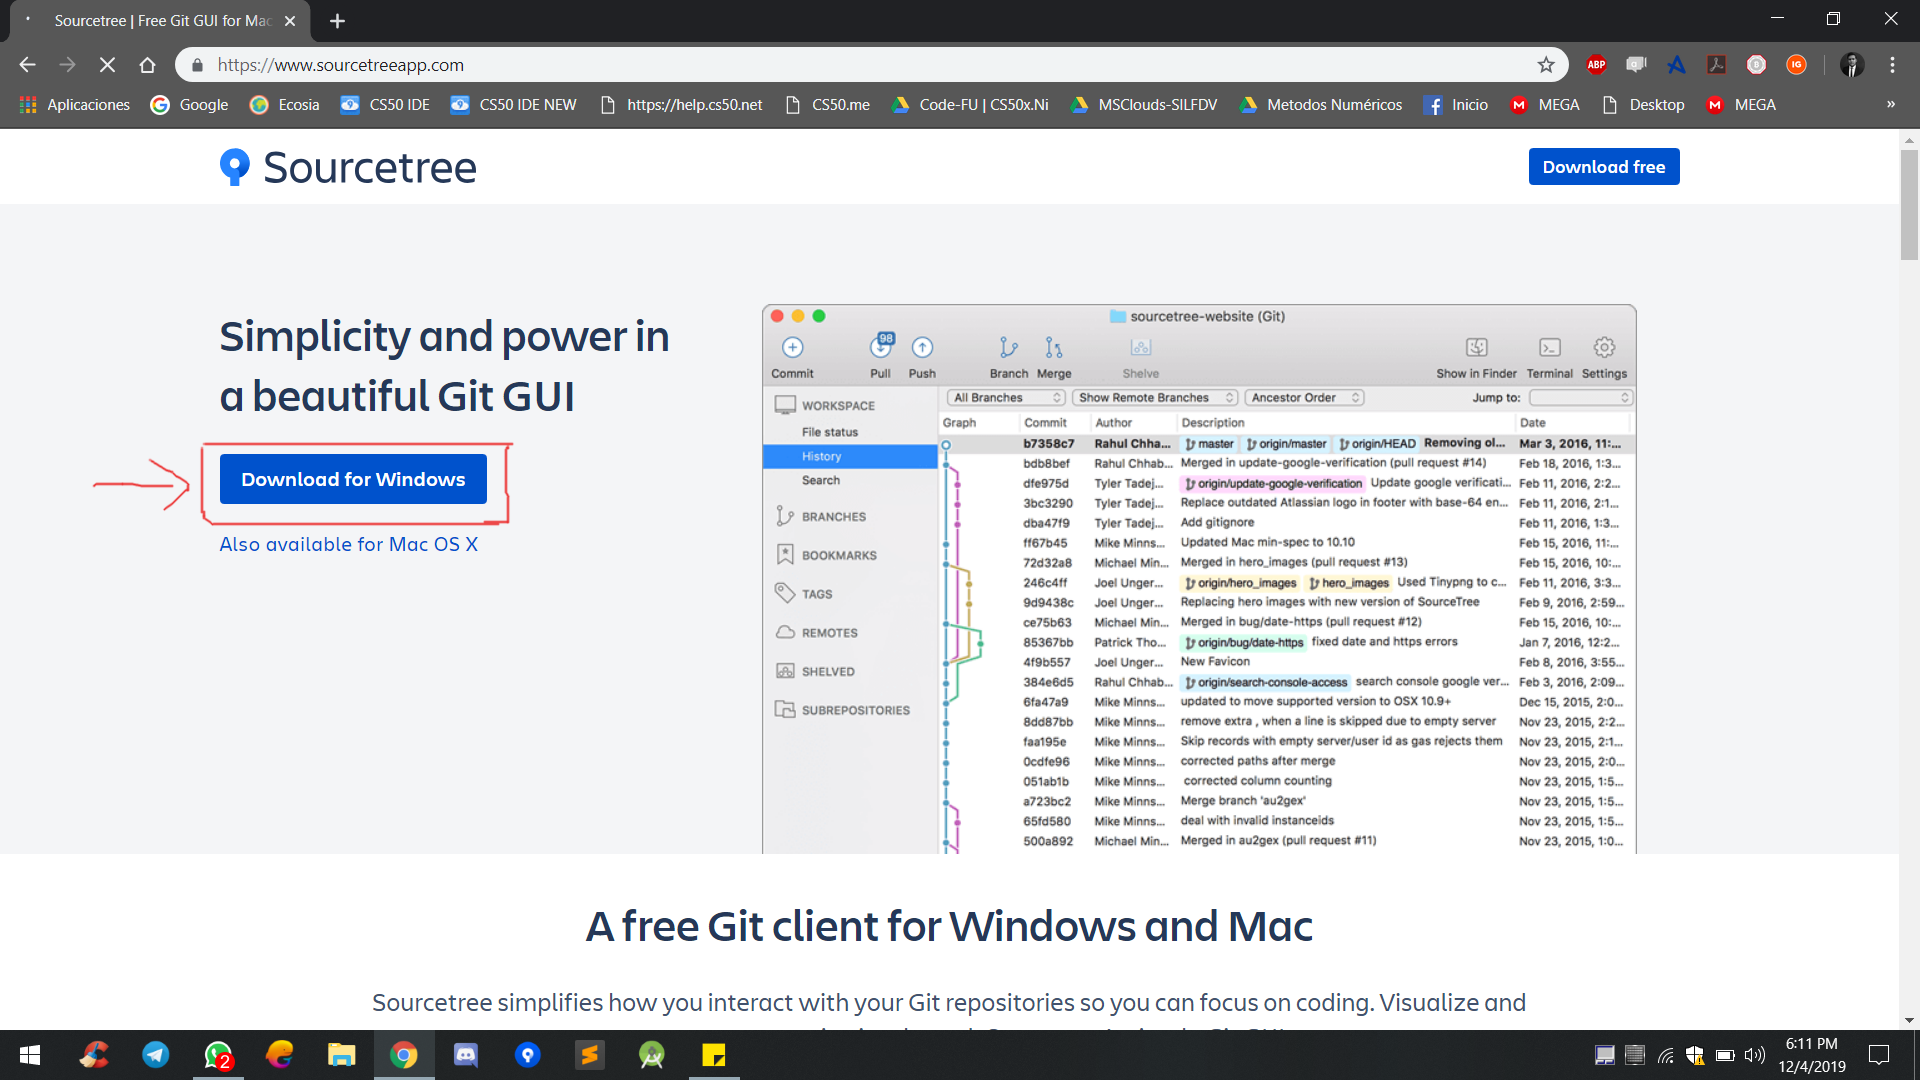 Sourcetree | Free Git GUI for Mac
https://www.sourcetreeapp.com
ABP
IG
Aplicaciones
Google
Ecosia
CS50 IDE
CS50 IDE NEW
https://help.cs50.net
CS50.me
Code-FU | CS50x.Ni
MSClouds-SILFDV
Metodos Numéricos
Inicio
MEGA
Desktop
MEGA
»
Sourcetree
Download free
Simplicity and power in
a beautiful Git GUI
Download for Windows
Also available for Mac OS X
sourcetree-website (Git)
98
Commit Pull Push Branch Merge Shelve Show in Finder Terminal Settings
WORKSPACE
File status
History
Search
BRANCHES
BOOKMARKS
TAGS
REMOTES
SHELVED
SUBREPOSITORIES
All Branches Show Remote Branches Ancestor Order Jump to:
Graph Commit Author Description Date
b7358c7 Rahul Chha... master origin/master origin/HEAD Removing ol... Mar 3, 2016, 11:...
bdb8bef Rahul Chhab... Merged in update-google-verification (pull request #14) Feb 18, 2016, 1:3...
dfe975d Tyler Tadej... origin/update-google-verification Update google verificati... Feb 11, 2016, 2:2...
3bc3290 Tyler Tadej... Replace outdated Atlassian logo in footer with base-64 en... Feb 11, 2016, 2:1...
dba47f9 Tyler Tadej... Add gitignore Feb 11, 2016, 1:3...
ff67b45 Mike Minns... Updated Mac min-spec to 10.10 Feb 15, 2016, 11:...
72d32a8 Michael Min... Merged in hero_images (pull request #13) Feb 15, 2016, 10:...
246c4ff Joel Unger... origin/hero_images hero_images Used Tinypng to c... Feb 11, 2016, 3:3...
9d9438c Joel Unger... Replacing hero images with new version of SourceTree Feb 9, 2016, 2:59...
ce75b63 Michael Min... Merged in bug/date-https (pull request #12) Feb 15, 2016, 10:...
85367bb Patrick Tho... origin/bug/date-https fixed date and https errors Jan 7, 2016, 12:2...
4f9b557 Joel Unger... New Favicon Feb 8, 2016, 3:55...
384e6d5 Rahul Chhab... origin/search-console-access search console google ver... Feb 3, 2016, 2:09...
6fa47a9 Mike Minns... updated to move supported version to OSX 10.9+ Dec 15, 2015, 2:0...
8dd87bb Mike Minns... remove extra , when a line is skipped due to empty server Nov 23, 2015, 2:2...
faa195e Mike Minns... Skip records with empty server/user id as gas rejects them Nov 23, 2015, 2:1...
0cdfe96 Mike Minns... corrected paths after merge Nov 23, 2015, 2:0...
051ab1b Mike Minns... corrected column counting Nov 23, 2015, 1:5...
a723bc2 Mike Minns... Merge branch 'au2gex' Nov 23, 2015, 1:5...
65fd580 Mike Minns... deal with invalid instanceids Nov 23, 2015, 1:5...
500a892 Michael Min... Merged in au2gex (pull request #11) Nov 23, 2015, 1:0...
A free Git client for Windows and Mac
Sourcetree simplifies how you interact with your Git repositories so you can focus on coding. Visualize and
2
6:11 PM
12/4/2019